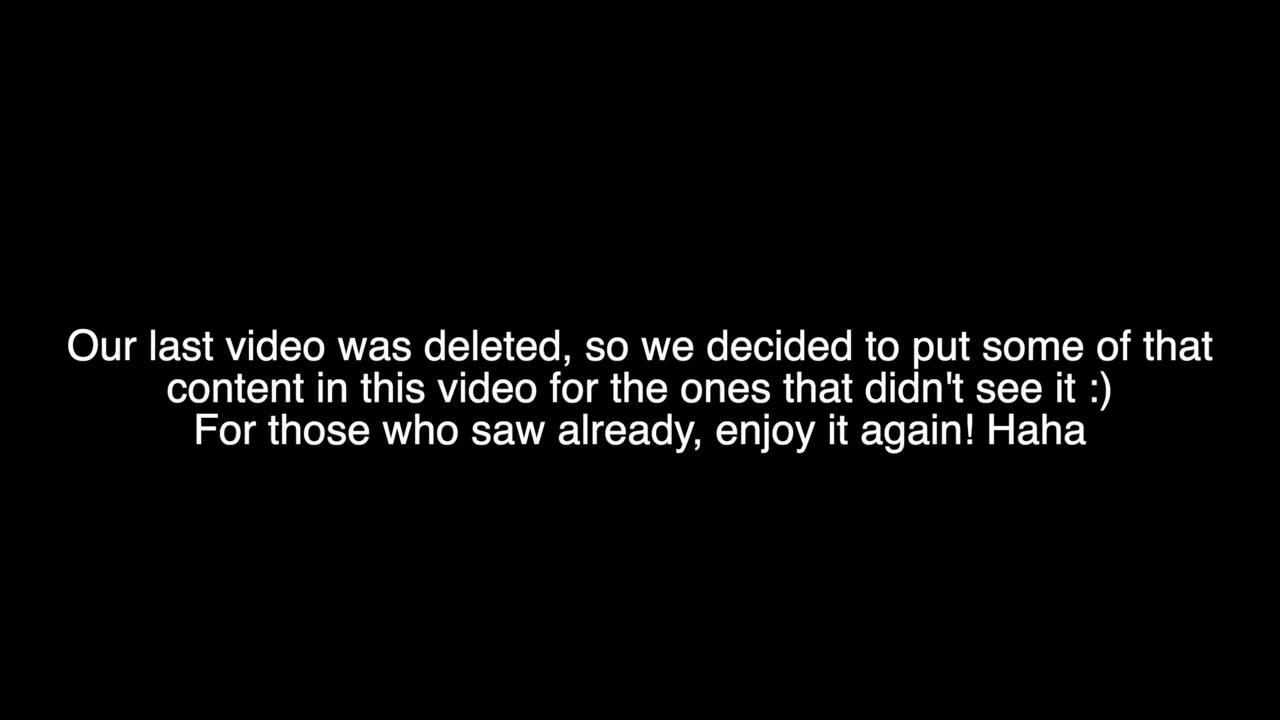 Our last video was deleted, so we decided to put some of that
content in this video for the ones that didn't see it :)
For those who saw already, enjoy it again! Haha